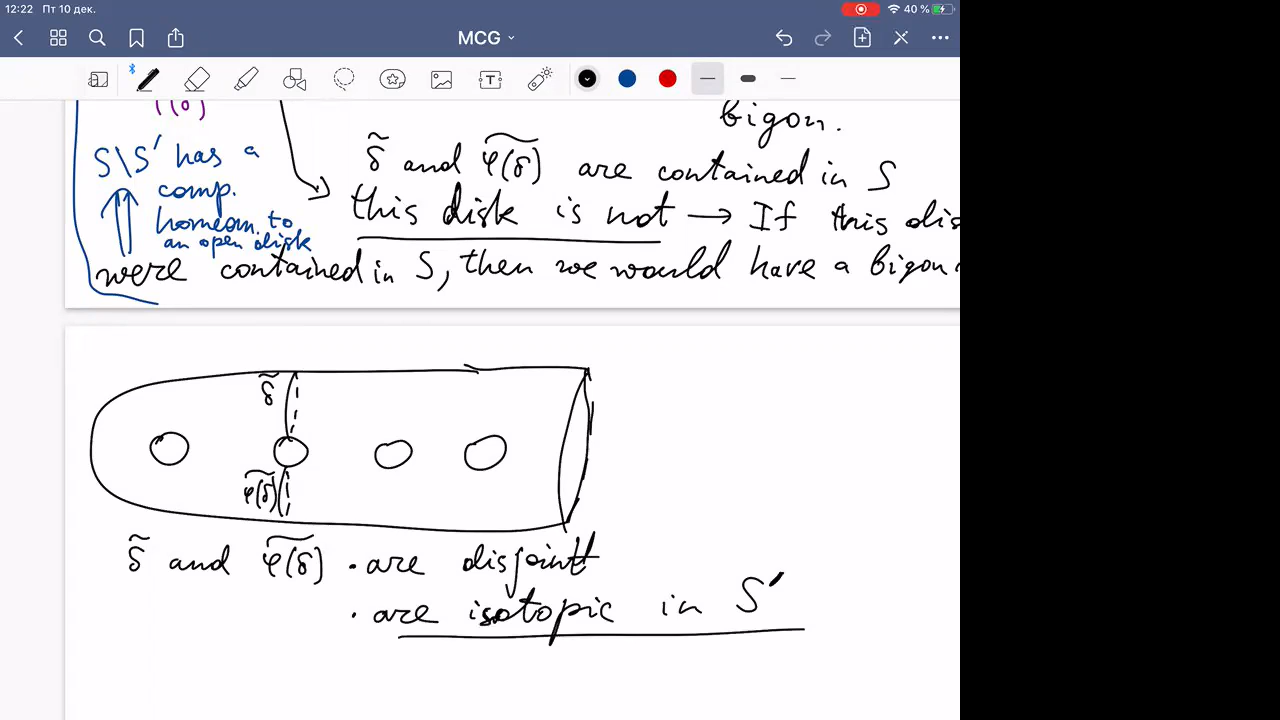 12:22 Пт 10 дек.
40 %
MCG
T
bigon.
S\S' has a
comp.
homeom. to
an open disk
δ̃ and φ(δ)~ are contained in S
this disk is not → If this dis
were contained in S, then we would have a bigon
δ̃
φ(δ)~
δ̃ and φ(δ)~ · are disjoint
· are isotopic in S'